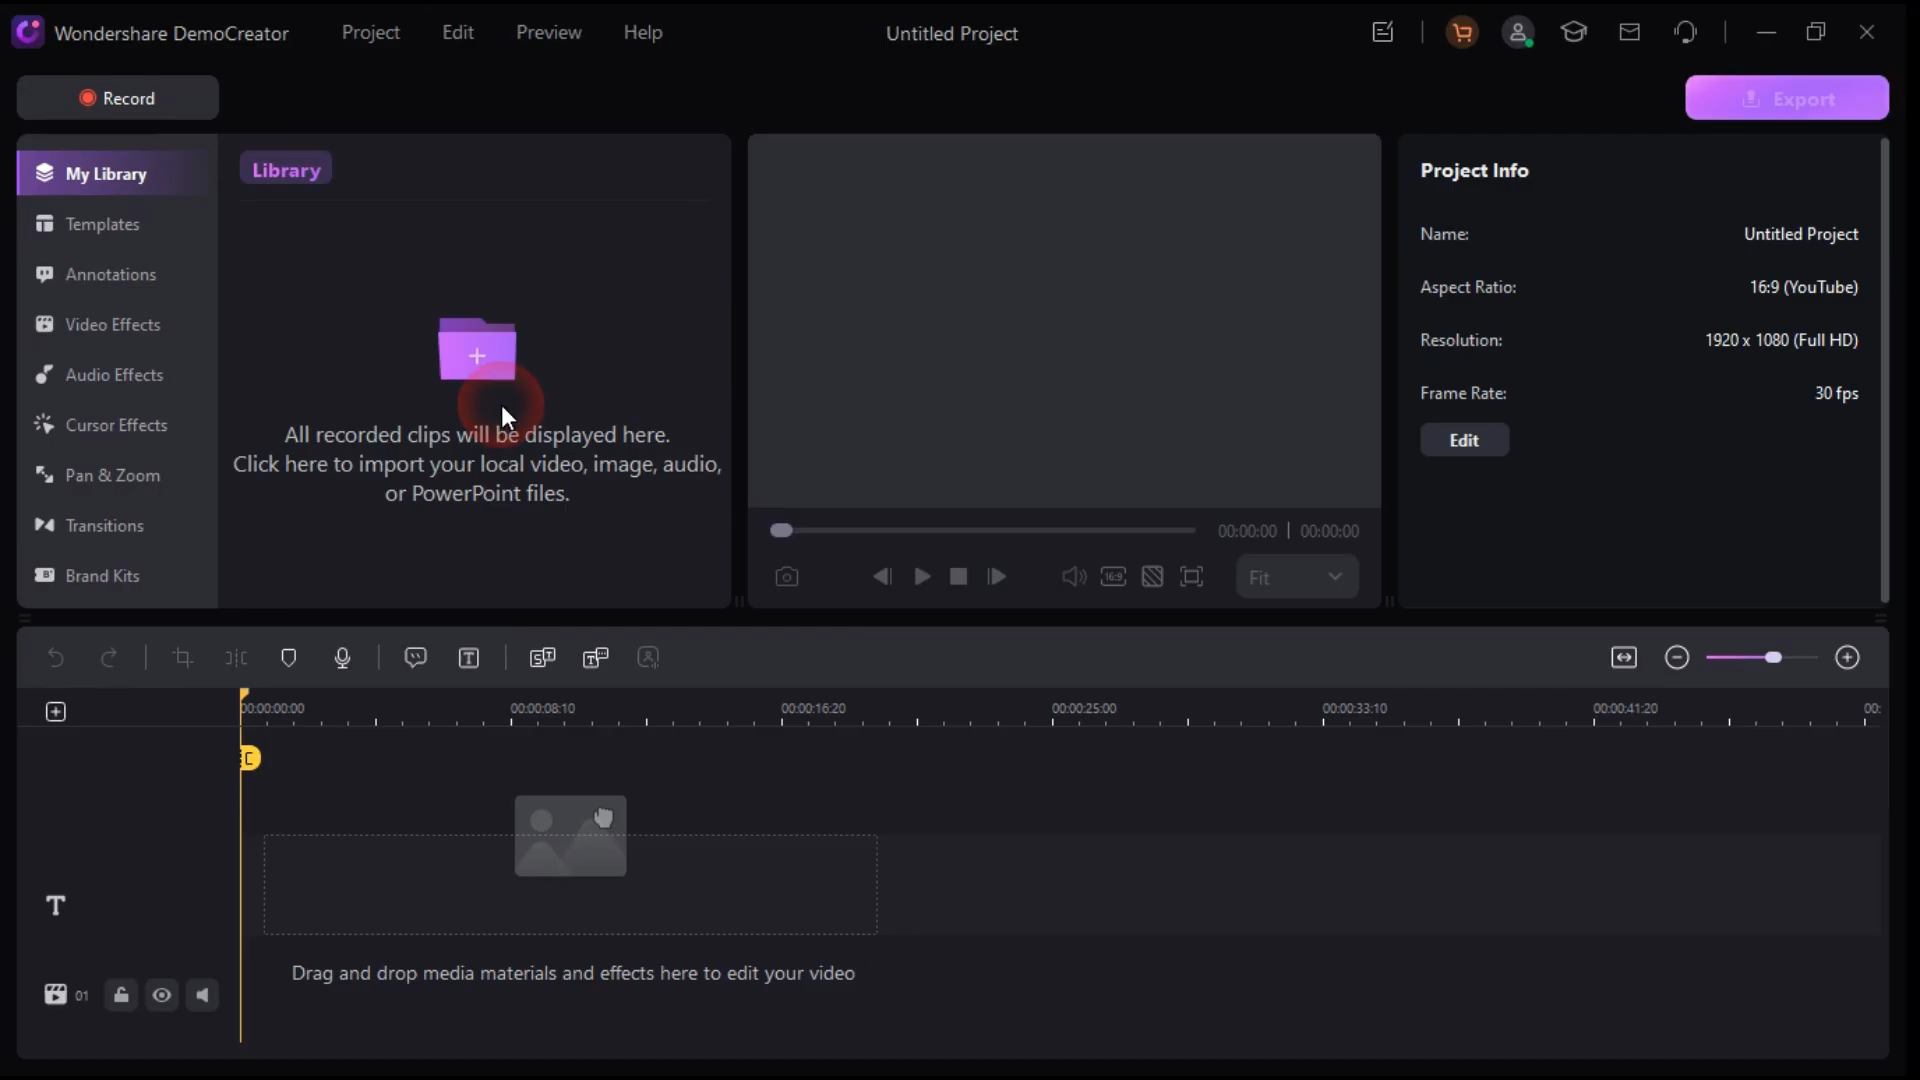 Wondershare DemoCreator
Project
Edit
Preview
Help
Untitled Project
Record
Export
My Library
Templates
Annotations
Video Effects
Audio Effects
Cursor Effects
Pan & Zoom
Transitions
Brand Kits
Library
All recorded clips will be displayed here.
Click here to import your local video, image, audio,
or PowerPoint files.
00:00:00 | 00:00:00
16:9
Fit
Project Info
Name: Untitled Project
Aspect Ratio: 16:9 (YouTube)
Resolution: 1920 x 1080 (Full HD)
Frame Rate: 30 fps
Edit
00:00:00:00
00:00:08:10
00:00:16:20
00:00:25:00
00:00:33:10
00:00:41:20
00:
Drag and drop media materials and effects here to edit your video
01